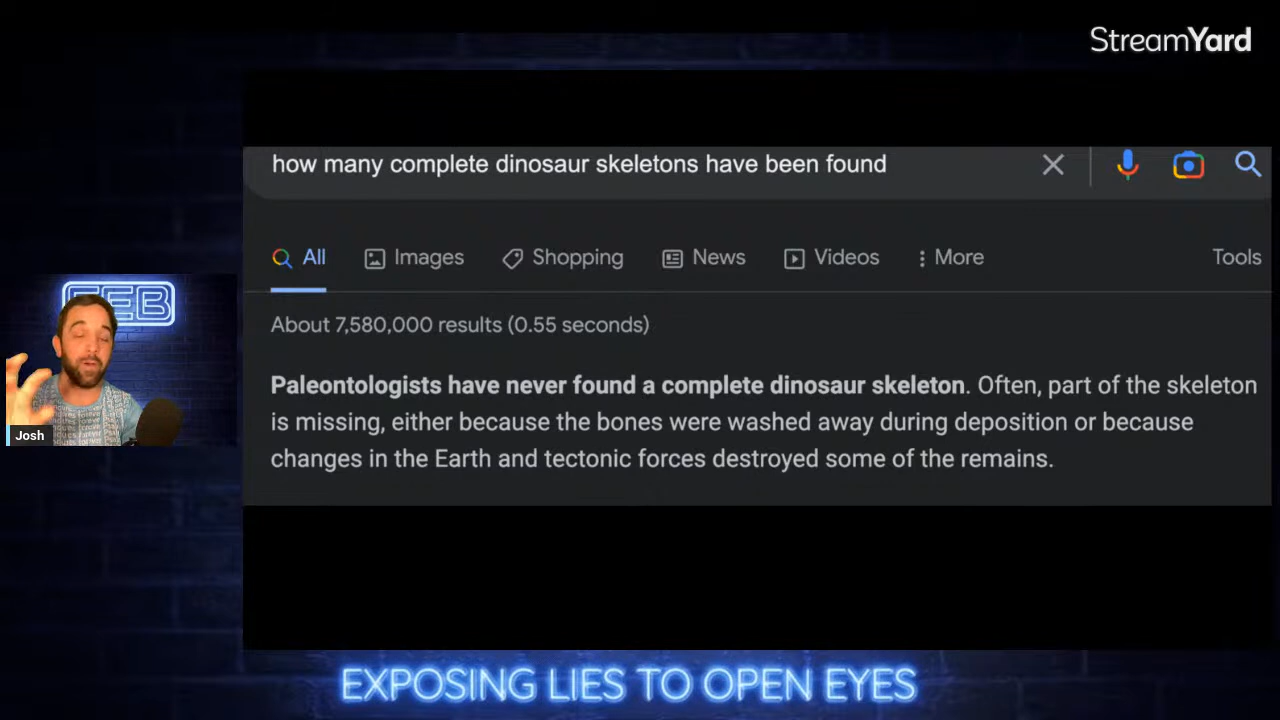 StreamYard
how many complete dinosaur skeletons have been found
All Images Shopping News Videos More Tools
About 7,580,000 results (0.55 seconds)
Paleontologists have never found a complete dinosaur skeleton. Often, part of the skeleton
is missing, either because the bones were washed away during deposition or because
changes in the Earth and tectonic forces destroyed some of the remains.
Josh
EXPOSING LIES TO OPEN EYES